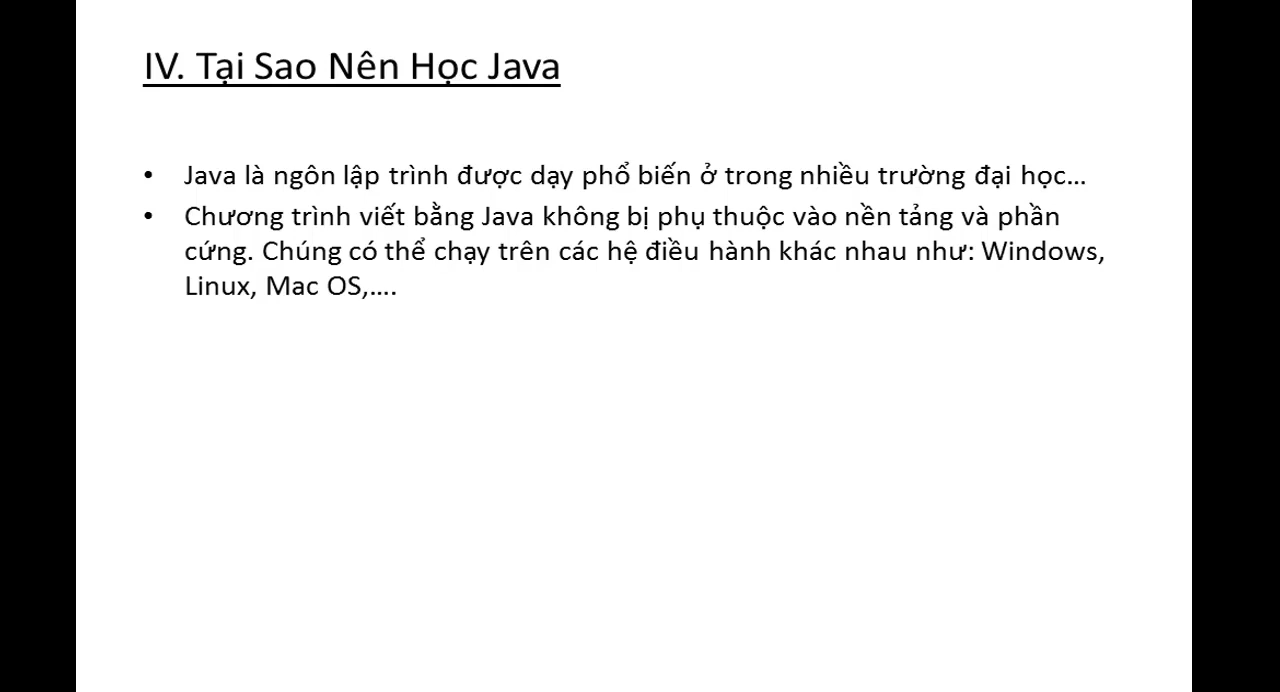 IV. Tại Sao Nên Học Java
• Java là ngôn lập trình được dạy phổ biến ở trong nhiều trường đại học...
• Chương trình viết bằng Java không bị phụ thuộc vào nền tảng và phần
cứng. Chúng có thể chạy trên các hệ điều hành khác nhau như: Windows,
Linux, Mac OS,....